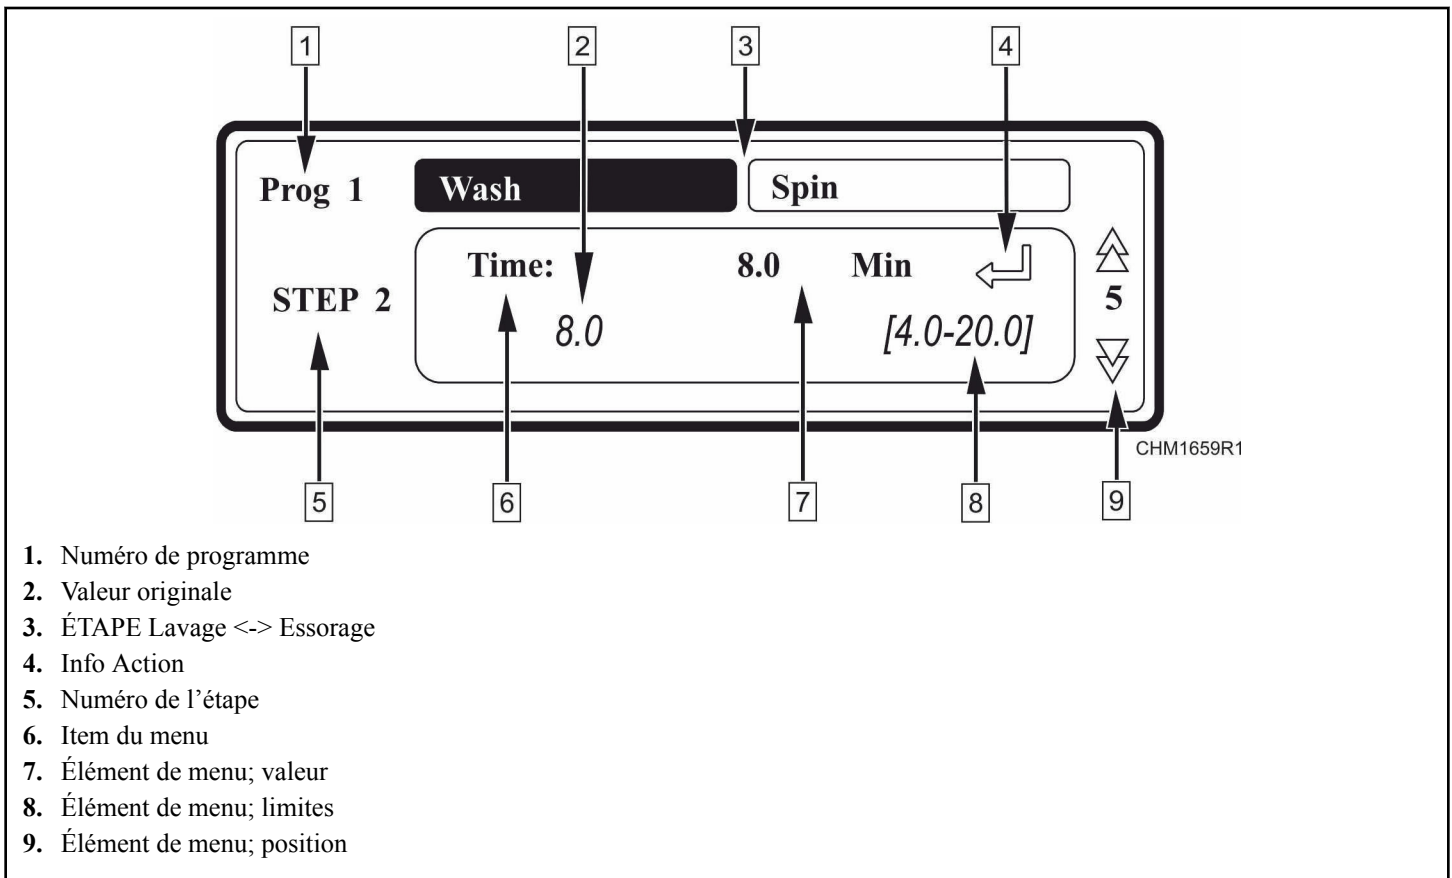 1 2 3 4
Prog 1 Wash Spin
Time: 8.0 Min
STEP 2 5
8.0 [4.0-20.0]
CHM1659R1
5 6 7 8 9
1. Numéro de programme
2. Valeur originale
3. ÉTAPE Lavage <-> Essorage
4. Info Action
5. Numéro de l’étape
6. Item du menu
7. Élément de menu; valeur
8. Élément de menu; limites
9. Élément de menu; position